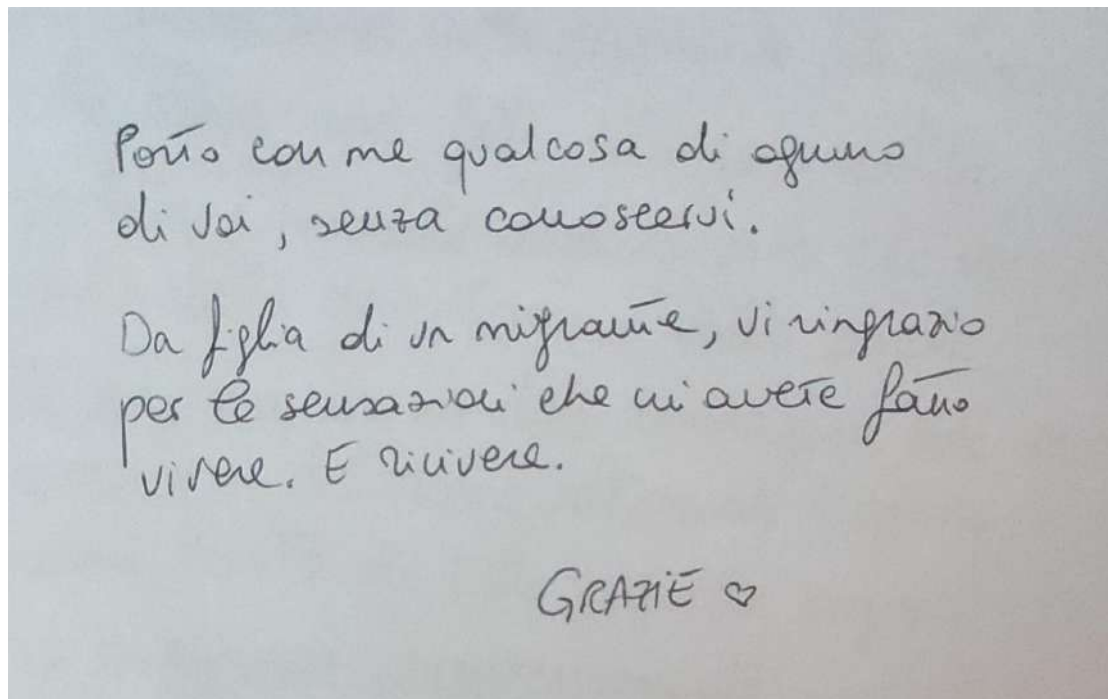 Porto con me qualcosa di ognuno
di voi, senza conoscervi.
Da figlia di un migrante, vi ringrazio
per le sensazioni che mi avete fatto
vivere. E rivivere.
GRAZIE ♡